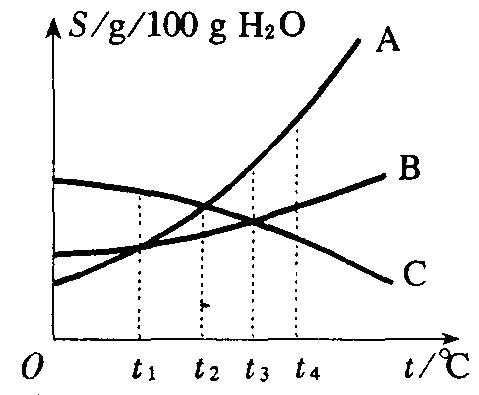 S/g/100 g H₂O
A
B
C
O t₁ t₂ t₃ t₄ t/℃